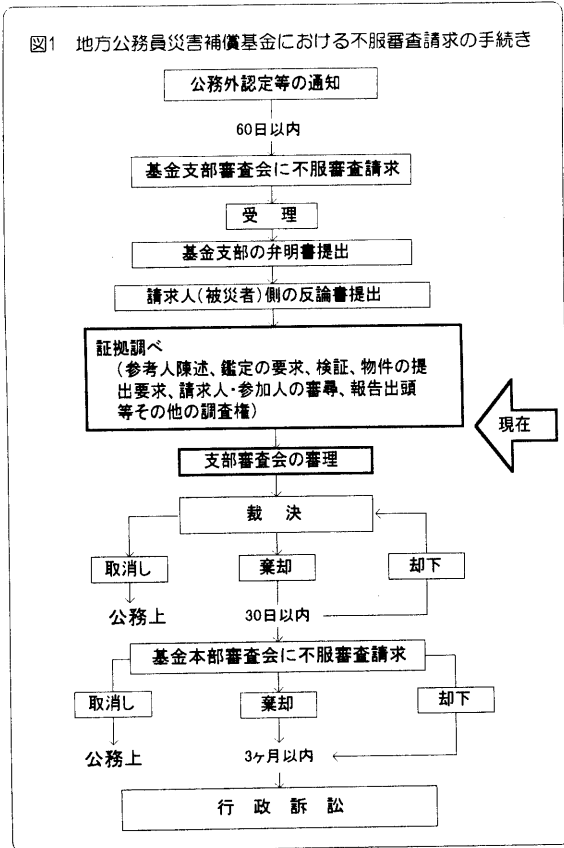 図1 地方公務員災害補償基金における不服審査請求の手続き
公務外認定等の通知
60日以内
基金支部審査会に不服審査請求
受 理
基金支部の弁明書提出
請求人(被災者)側の反論書提出
証拠調べ
(参考人陳述、鑑定の要求、検証、物件の提
出要求、請求人・参加人の審尋、報告出頭
等その他の調査権)
現在
支部審査会の審理
裁 決
取消し
棄却
却下
公務上
30日以内
基金本部審査会に不服審査請求
取消し
棄却
却下
公務上
3ヶ月以内
行 政 訴 訟